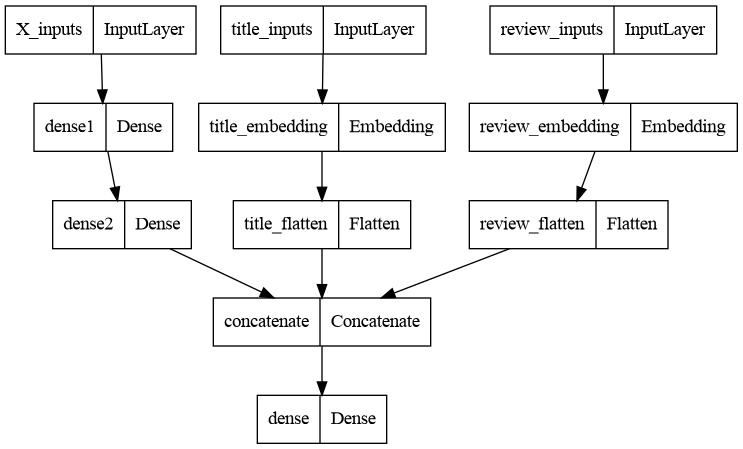 X_inputs InputLayer title_inputs InputLayer review_inputs InputLayer
dense1 Dense title_embedding Embedding review_embedding Embedding
dense2 Dense title_flatten Flatten review_flatten Flatten
concatenate Concatenate
dense Dense